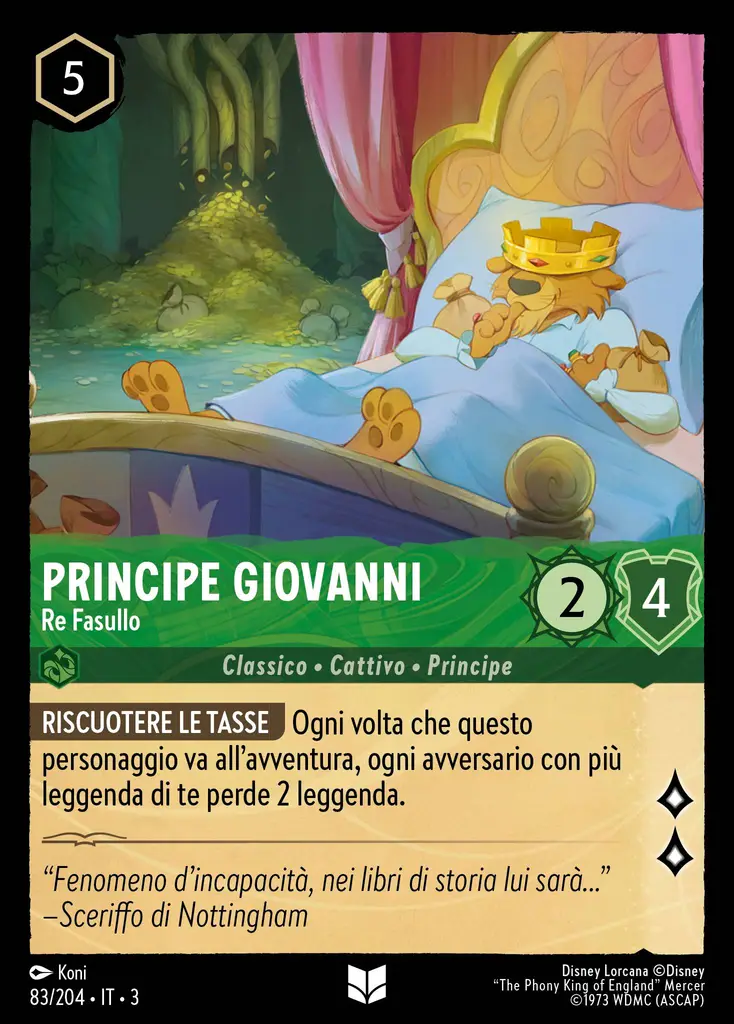 5
PRINCIPE GIOVANNI
Re Fasullo
2
4
Classico • Cattivo • Principe
RISCUOTERE LE TASSE Ogni volta che questo
personaggio va all’avventura, ogni avversario con più
leggenda di te perde 2 leggenda.
“Fenomeno d’incapacità, nei libri di storia lui sarà...”
–Sceriffo di Nottingham
Koni
83/204 • IT • 3
Disney Lorcana ©Disney
“The Phony King of England” Mercer
©1973 WDMC (ASCAP)